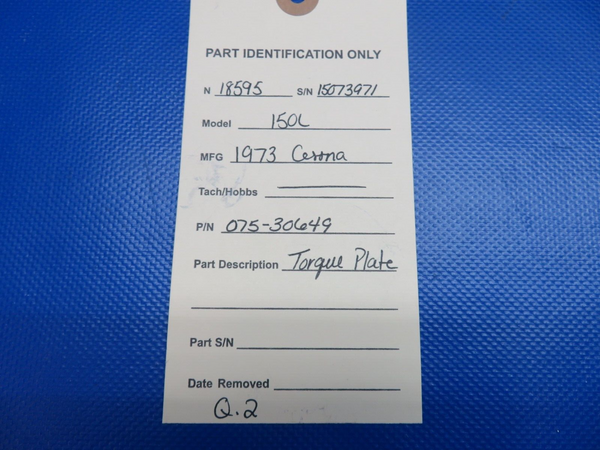 PART IDENTIFICATION ONLY
N 18595 S/N 15073971
Model 150L
MFG 1973 Cessna
Tach/Hobbs
P/N 075-30649
Part Description Torque Plate
Part S/N
Date Removed
Q.2